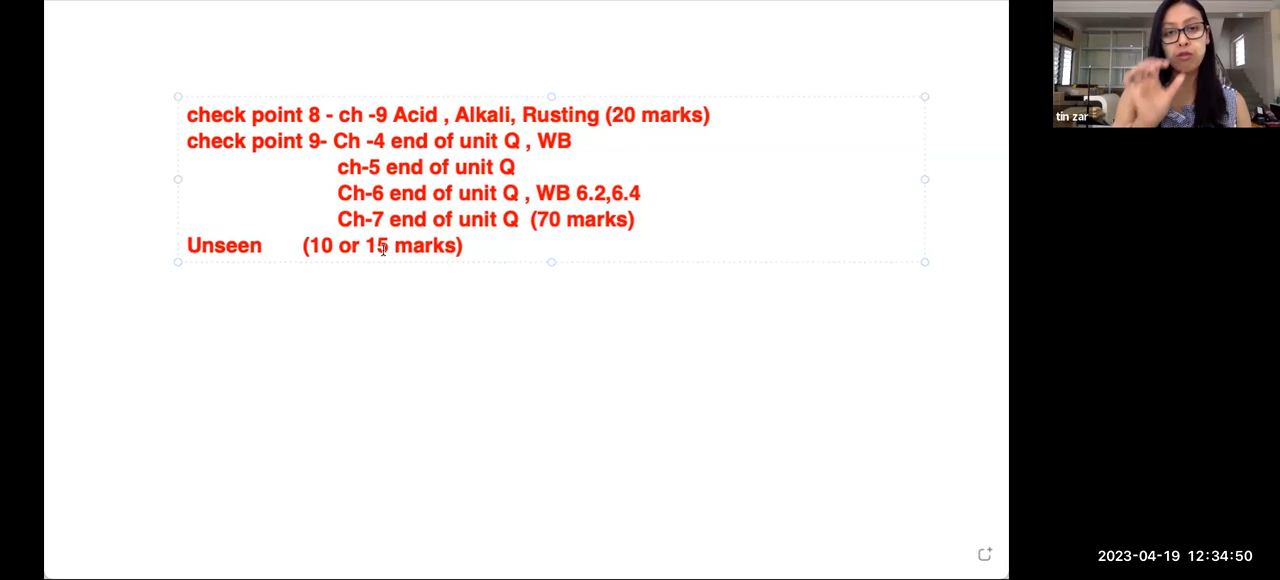 check point 8 - ch -9 Acid , Alkali, Rusting (20 marks)
check point 9- Ch -4 end of unit Q , WB
ch-5 end of unit Q
Ch-6 end of unit Q , WB 6.2,6.4
Ch-7 end of unit Q  (70 marks)
Unseen (10 or 15 marks)
tin zar
2023-04-19 12:34:50